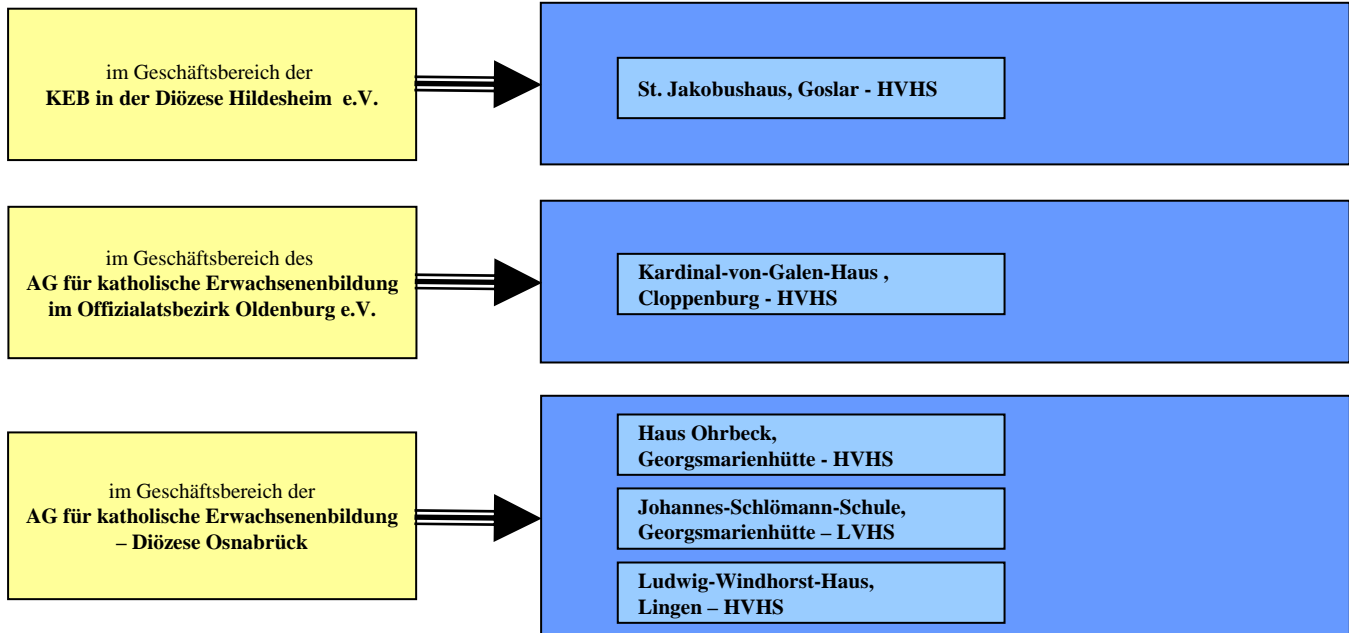 im Geschäftsbereich der
KEB in der Diözese Hildesheim e.V.
St. Jakobushaus, Goslar - HVHS
im Geschäftsbereich des
AG für katholische Erwachsenenbildung
im Offizialatsbezirk Oldenburg e.V.
Kardinal-von-Galen-Haus ,
Cloppenburg - HVHS
im Geschäftsbereich der
AG für katholische Erwachsenenbildung
– Diözese Osnabrück
Haus Ohrbeck,
Georgsmarienhütte - HVHS
Johannes-Schlömann-Schule,
Georgsmarienhütte – LVHS
Ludwig-Windhorst-Haus,
Lingen – HVHS